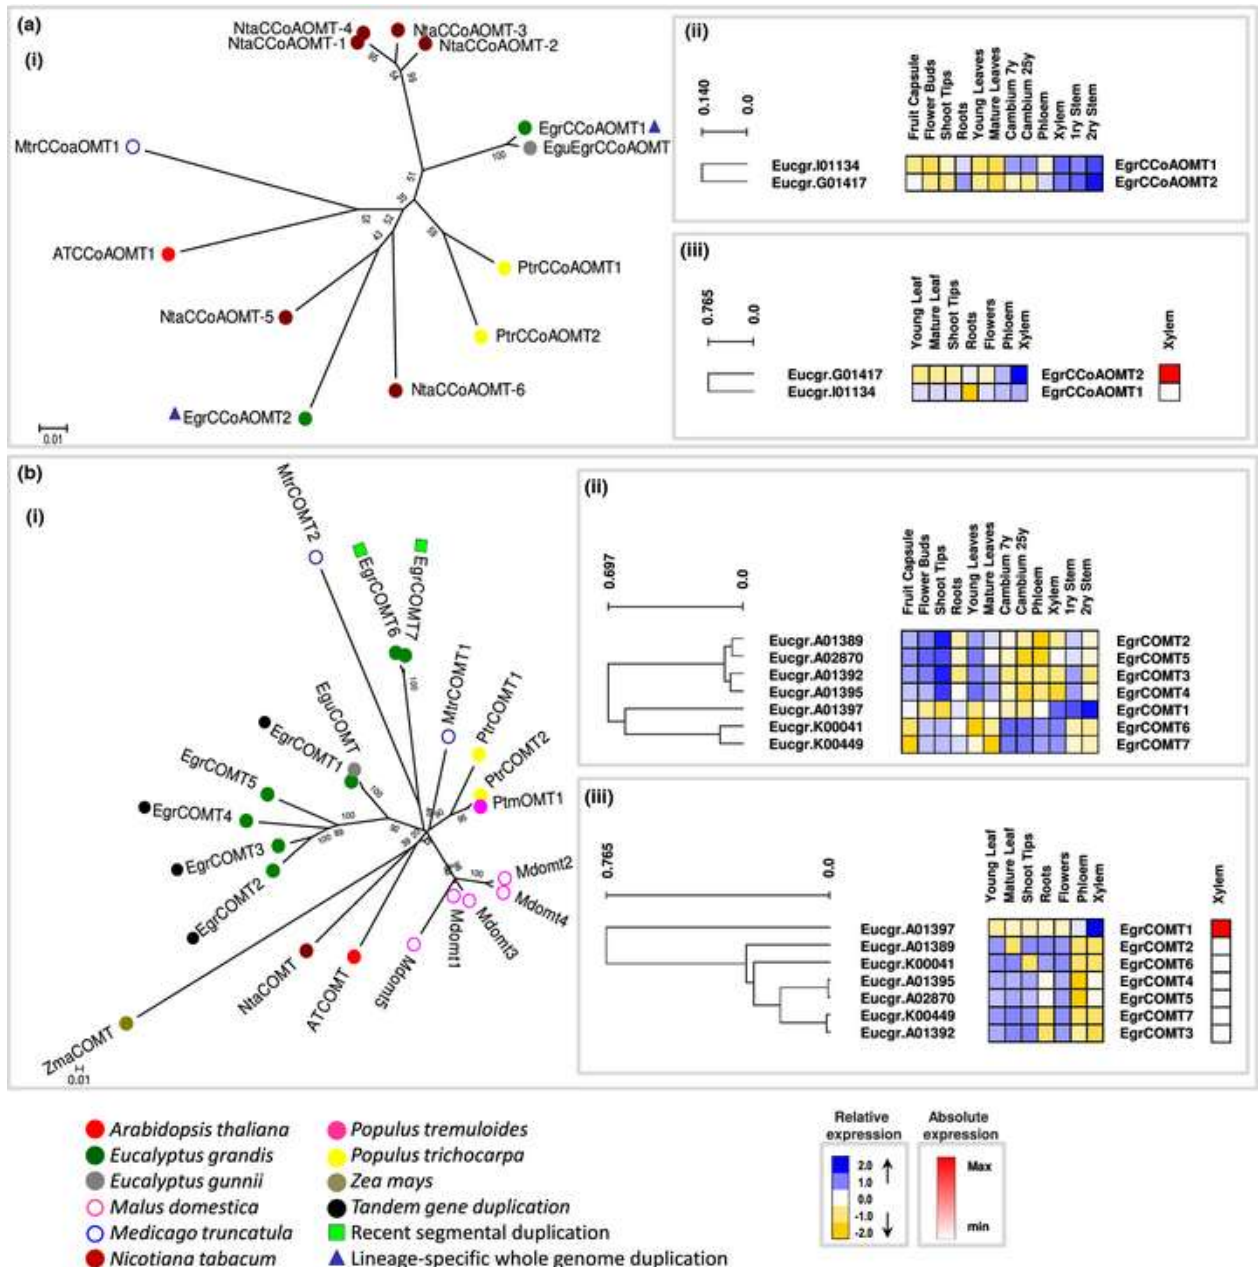 (a)
(i)
NtaCCoAOMT-4
NtaCCoAOMT-3
NtaCCoAOMT-1
NtaCCoAOMT-2
95
54
99
MtrCCoaOMT1
EgrCCoAOMT1
EguEgrCCoAOMT
100
51
ATCCoAOMT1
PtrCCoAOMT1
NtaCCoAOMT-5
PtrCCoAOMT2
NtaCCoAOMT-6
EgrCCoAOMT2
0.01
(ii)
0.140
0.0
Fruit Capsule
Flower Buds
Shoot Tips
Roots
Young Leaves
Mature Leaves
Cambium 7y
Cambium 25y
Phloem
Xylem
1ry Stem
2ry Stem
Eucgr.I01134
EgrCCoAOMT1
Eucgr.G01417
EgrCCoAOMT2
(iii)
0.765
0.0
Young Leaf
Mature Leaf
Shoot Tips
Roots
Flowers
Phloem
Xylem
Xylem
Eucgr.G01417
EgrCCoAOMT2
Eucgr.I01134
EgrCCoAOMT1
(b)
(i)
MtrCOMT2
EgrCOMT6
EgrCOMT7
100
MtrCOMT1
PtrCOMT1
PtrCOMT2
PtmOMT1
EguCOMT
EgrCOMT1
100
EgrCOMT5
EgrCOMT4
100
EgrCOMT3
100
EgrCOMT2
Mdomt2
100
Mdomt4
Mdomt3
Mdomt1
Mdomt5
NtaCOMT
ATCOMT
ZmaCOMT
0.01
(ii)
0.697
0.0
Fruit Capsule
Flower Buds
Shoot Tips
Roots
Young Leaves
Mature Leaves
Cambium 7y
Cambium 25y
Phloem
Xylem
1ry Stem
2ry Stem
Eucgr.A01389
EgrCOMT2
Eucgr.A02870
EgrCOMT5
Eucgr.A01392
EgrCOMT3
Eucgr.A01395
EgrCOMT4
Eucgr.A01397
EgrCOMT1
Eucgr.K00041
EgrCOMT6
Eucgr.K00449
EgrCOMT7
(iii)
0.765
0.0
Young Leaf
Mature Leaf
Shoot Tips
Roots
Flowers
Phloem
Xylem
Xylem
Eucgr.A01397
EgrCOMT1
Eucgr.A01389
EgrCOMT2
Eucgr.K00041
EgrCOMT6
Eucgr.A01395
EgrCOMT4
Eucgr.A02870
EgrCOMT5
Eucgr.K00449
EgrCOMT7
Eucgr.A01392
EgrCOMT3
Arabidopsis thaliana
Eucalyptus grandis
Eucalyptus gunnii
Malus domestica
Medicago truncatula
Nicotiana tabacum
Populus tremuloides
Populus trichocarpa
Zea mays
Tandem gene duplication
Recent segmental duplication
Lineage-specific whole genome duplication
Relative
expression
2.0
1.0
0.0
-1.0
-2.0
Absolute
expression
Max
min